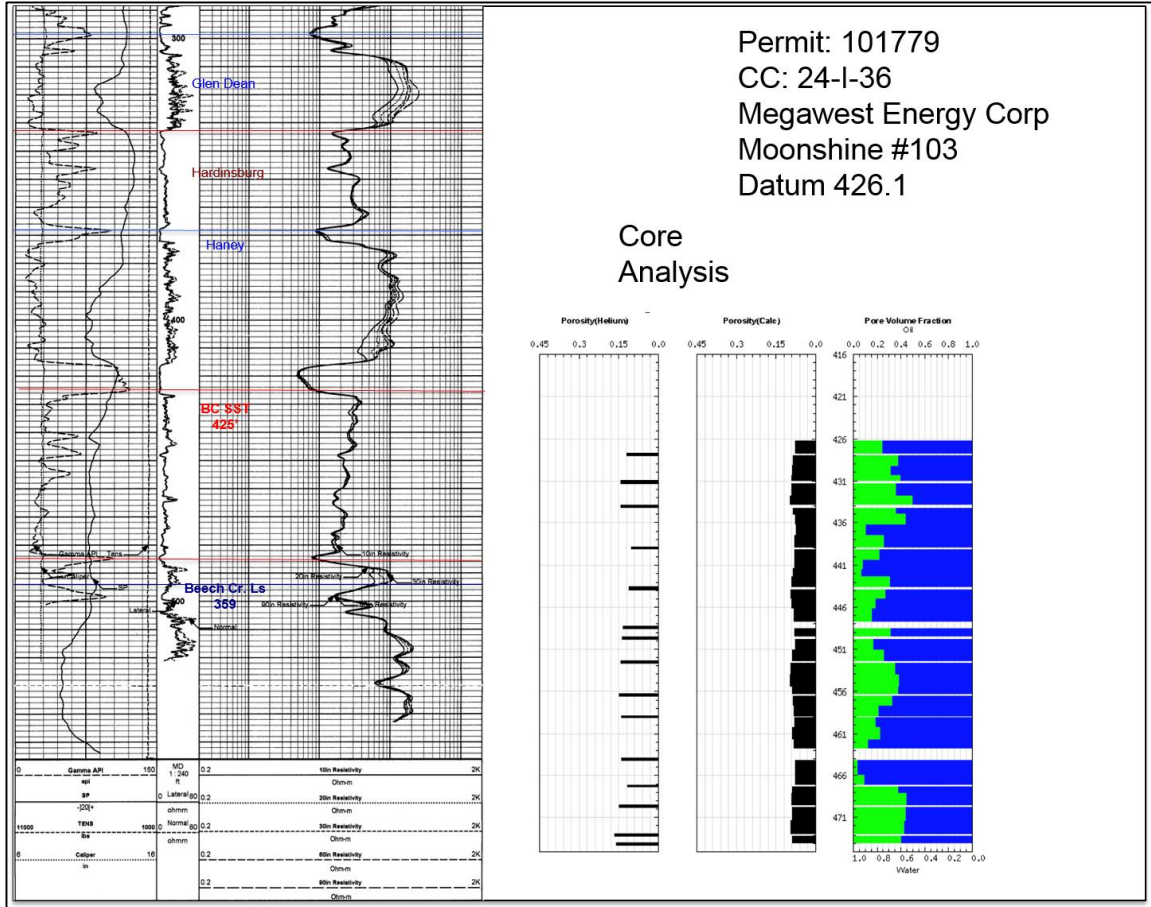 300
Glen Dean
Hardinsburg
Haney
400
BC SST
425'
Gamma API Tens
10in Resistivity
Caliper
20in Resistivity
30in Resistivity
SP
Beech Cr. Ls
359
500
Lateral
90in Resistivity
Normal
0 Gamma API 150
api
SP
-|20|+
11000 TENS 1000
lbs
6 Caliper 16
in
MD
1 : 240
ft
0 Lateral 80
ohmm
0 Normal 80
ohmm
0.2 10in Resistivity 2K
Ohm-m
0.2 20in Resistivity 2K
Ohm-m
0.2 30in Resistivity 2K
Ohm-m
0.2 60in Resistivity 2K
Ohm-m
0.2 90in Resistivity 2K
Ohm-m
Permit: 101779
CC: 24-I-36
Megawest Energy Corp
Moonshine #103
Datum 426.1
Core
Analysis
Porosity(Helium)
0.45 0.3 0.15 0.0
Porosity(Calc)
0.45 0.3 0.15 0.0
Pore Volume Fraction
Oil
0.0 0.2 0.4 0.6 0.8 1.0
416
421
426
431
436
441
446
451
456
461
466
471
1.0 0.8 0.6 0.4 0.2 0.0
Water